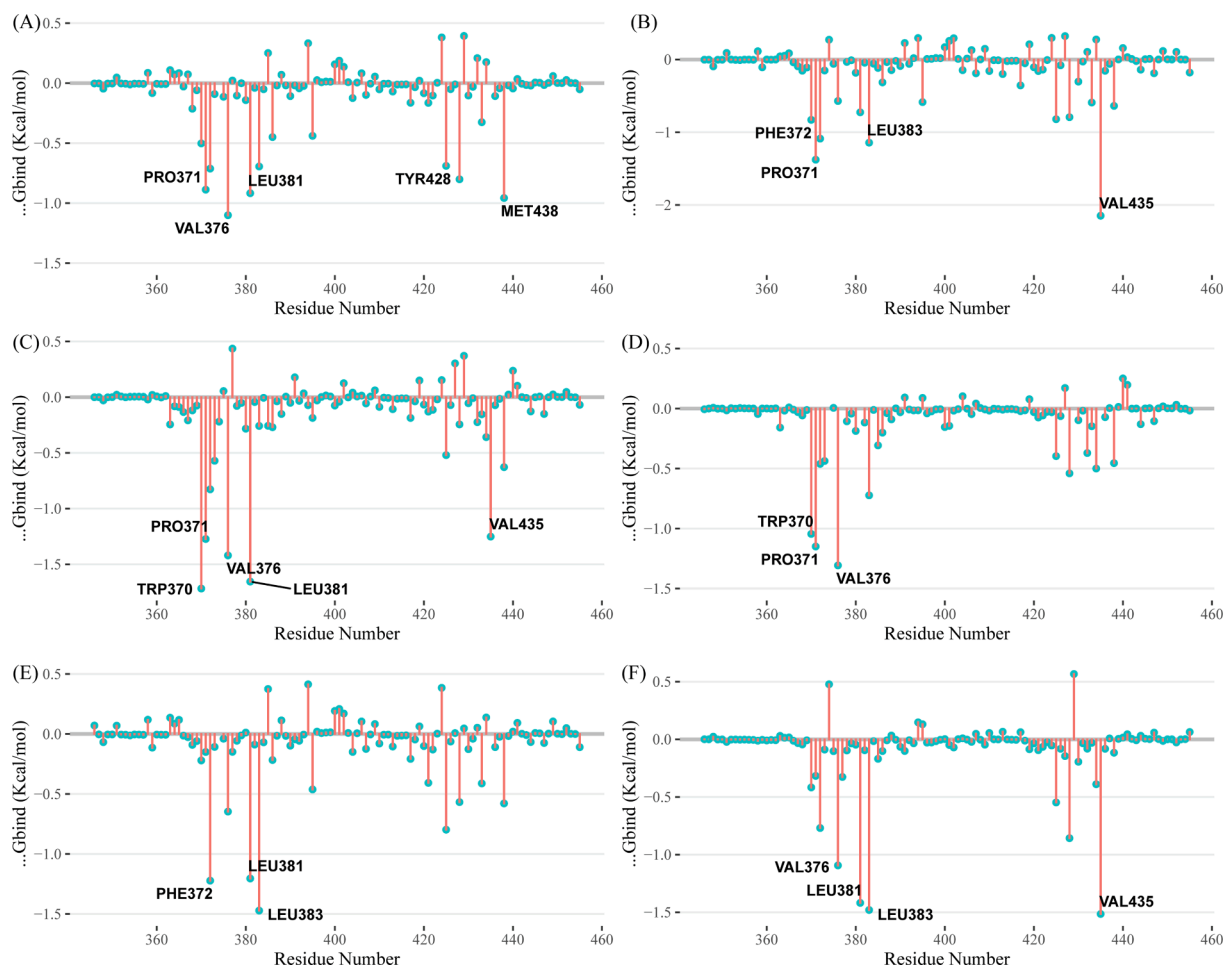 (A)
0.5
0.0
−0.5
−1.0
−1.5
...Gbind (Kcal/mol)
PRO371
VAL376
LEU381
TYR428
MET438
360
380
400
420
440
460
Residue Number
(B)
0
−1
−2
...Gbind (Kcal/mol)
PHE372
PRO371
LEU383
VAL435
360
380
400
420
440
460
Residue Number
(C)
0.5
0.0
−0.5
−1.0
−1.5
...Gbind (Kcal/mol)
PRO371
TRP370
VAL376
LEU381
VAL435
360
380
400
420
440
460
Residue Number
(D)
0.5
0.0
−0.5
−1.0
−1.5
...Gbind (Kcal/mol)
TRP370
PRO371
VAL376
360
380
400
420
440
460
Residue Number
(E)
0.5
0.0
−0.5
−1.0
−1.5
...Gbind (Kcal/mol)
PHE372
LEU381
LEU383
360
380
400
420
440
460
Residue Number
(F)
0.5
0.0
−0.5
−1.0
−1.5
...Gbind (Kcal/mol)
VAL376
LEU381
LEU383
VAL435
360
380
400
420
440
460
Residue Number